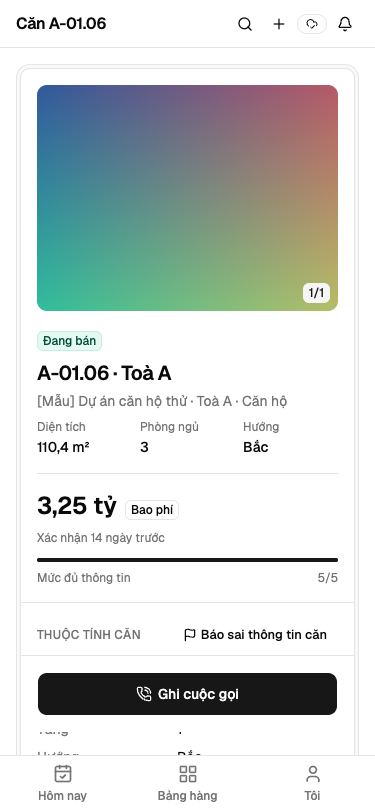 Căn A-01.06
1/1
Đang bán
A-01.06 · Toà A
[Mẫu] Dự án căn hộ thử · Toà A · Căn hộ
Diện tích
Phòng ngủ
Hướng
110,4 m²
3
Bắc
3,25 tỷ
Bao phí
Xác nhận 14 ngày trước
Mức đủ thông tin
5/5
THUỘC TÍNH CĂN
Báo sai thông tin căn
Ghi cuộc gọi
Hôm nay
Bảng hàng
Tôi